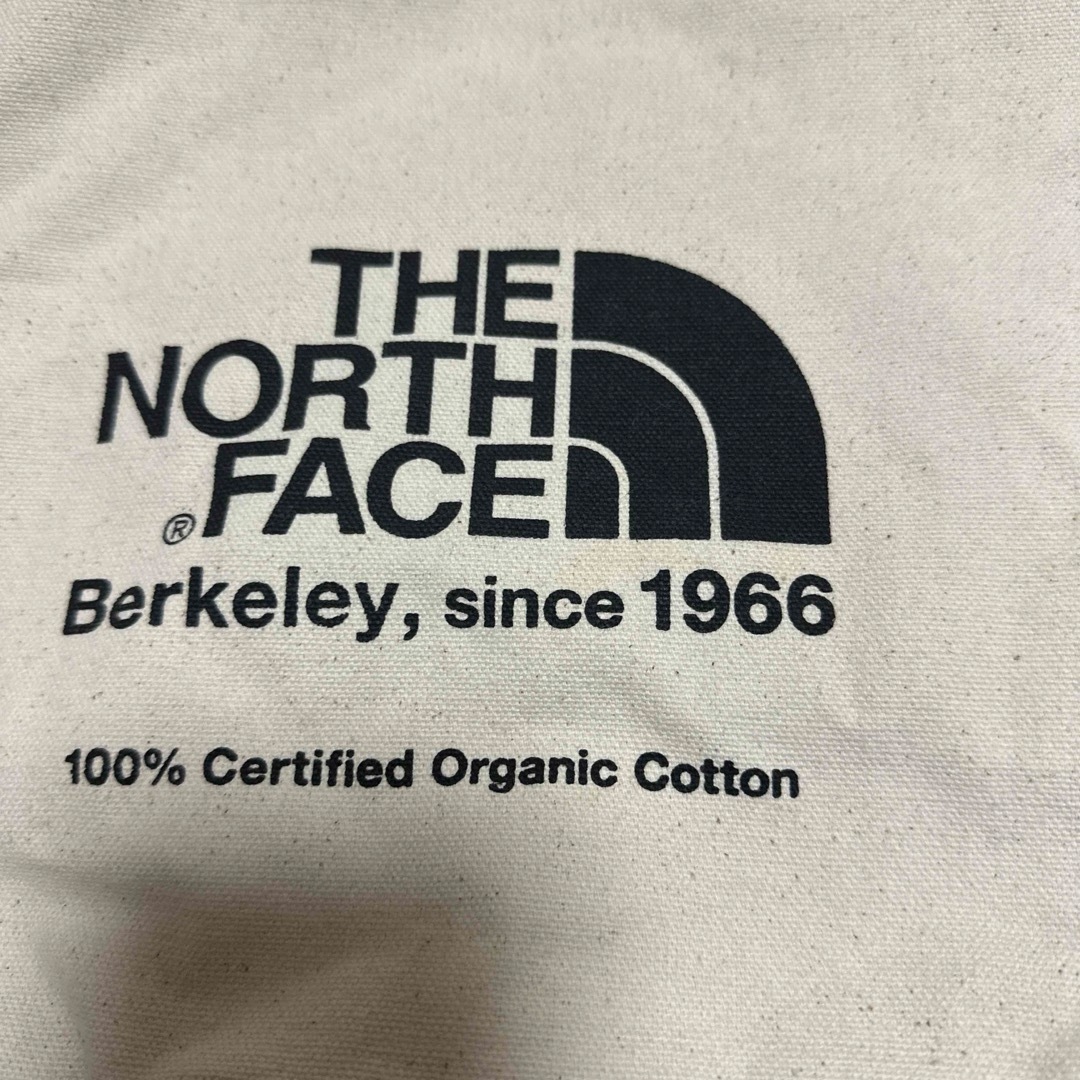 THE
NORTH
FACE
®
Berkeley, since 1966
100% Certified Organic Cotton